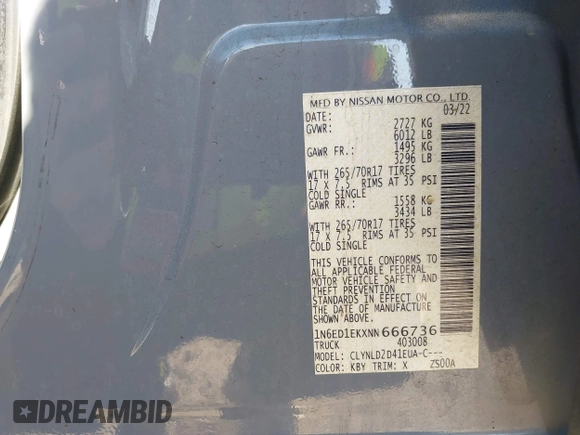 MFD BY NISSAN MOTOR CO., LTD.
DATE: 03/22
GVWR: 2727 KG
6012 LB
GAWR FR.: 1495 KG
3296 LB
WITH 265/70R17 TIRES
17 X 7.5 RIMS AT 35 PSI
COLD SINGLE
GAWR RR.: 1558 KG
3434 LB
WITH 265/70R17 TIRES
17 X 7.5 RIMS AT 35 PSI
COLD SINGLE
THIS VEHICLE CONFORMS TO
ALL APPLICABLE FEDERAL
MOTOR VEHICLE SAFETY AND
THEFT PREVENTION
STANDARDS IN EFFECT ON
THE DATE OF MANUFACTURE
SHOWN ABOVE.
1N6ED1EKXNN666736
TRUCK 403008
MODEL: CLYNLD2D41EUA-C---
COLOR: KBY TRIM: X Z500A
DREAMBID